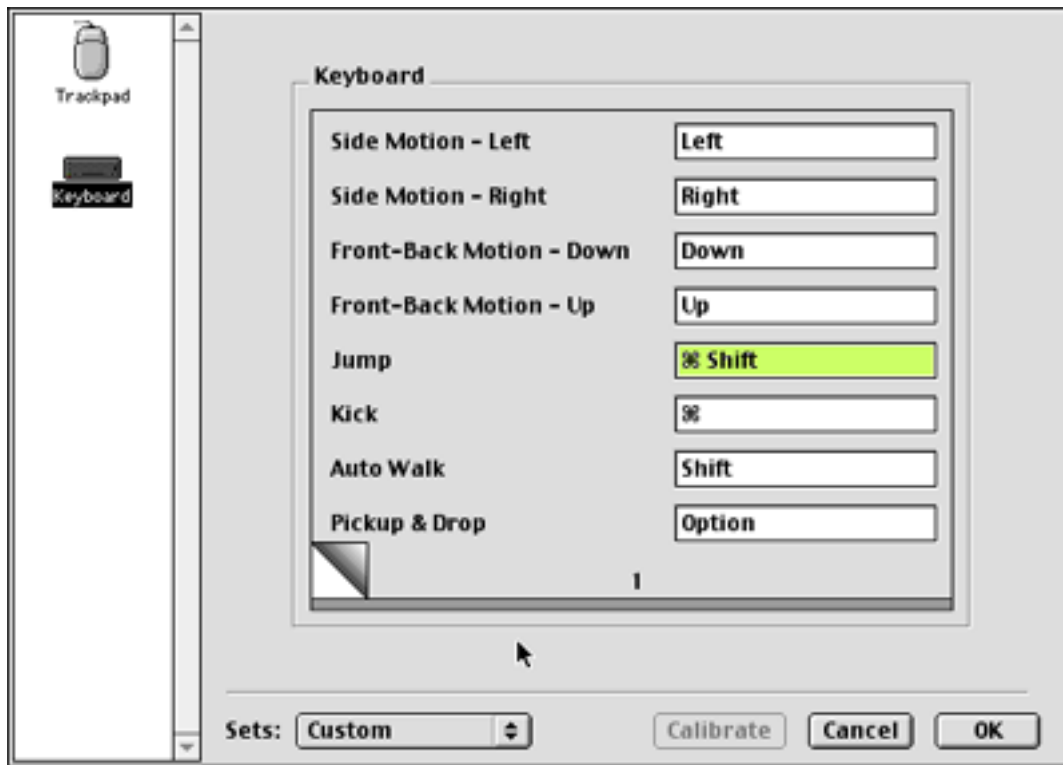 Trackpad
Keyboard
Keyboard
Side Motion - Left Left
Side Motion - Right Right
Front-Back Motion - Down Down
Front-Back Motion - Up Up
Jump ⌘ Shift
Kick ⌘
Auto Walk Shift
Pickup & Drop Option
1
Sets: Custom Calibrate Cancel OK